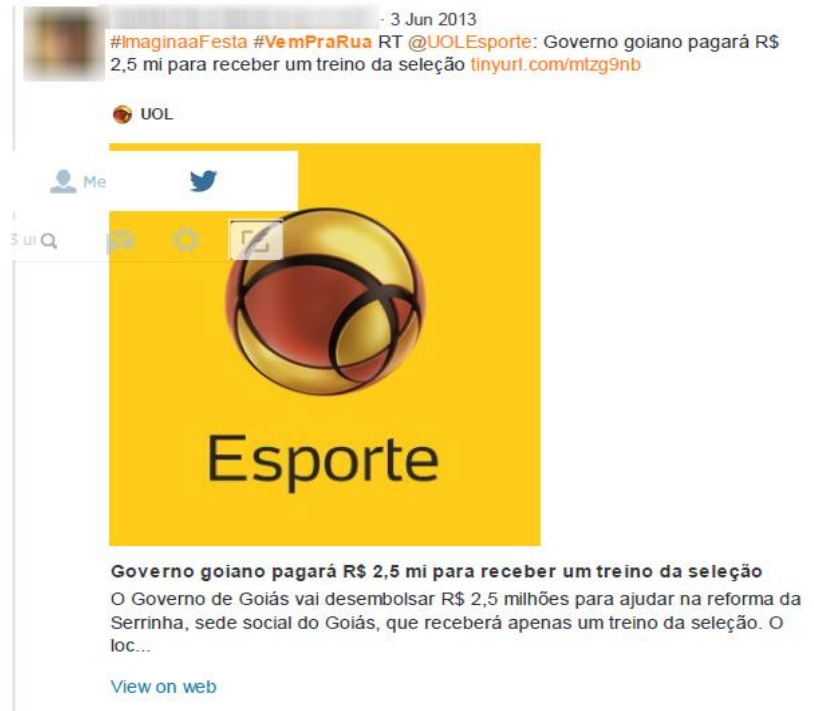 · 3 Jun 2013
#ImaginaaFesta #VemPraRua RT @UOLEsporte: Governo goiano pagará R$
2,5 mi para receber um treino da seleção tinyurl.com/mtzg9nb
UOL
Me
Esporte
Governo goiano pagará R$ 2,5 mi para receber um treino da seleção
O Governo de Goiás vai desembolsar R$ 2,5 milhões para ajudar na reforma da
Serrinha, sede social do Goiás, que receberá apenas um treino da seleção. O
loc...
View on web